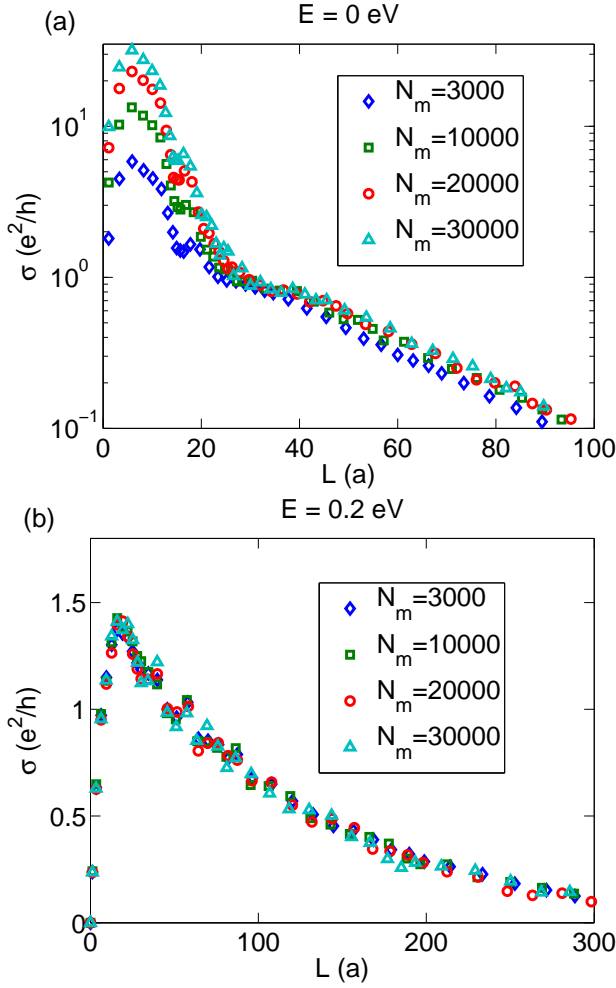 (a)
E = 0 eV
σ (e²/h)
10¹
10⁰
10⁻¹
N_m=3000
N_m=10000
N_m=20000
N_m=30000
0 20 40 60 80 100
L (a)
(b)
E = 0.2 eV
σ (e²/h)
1.5
1
0.5
0
N_m=3000
N_m=10000
N_m=20000
N_m=30000
0 100 200 300
L (a)